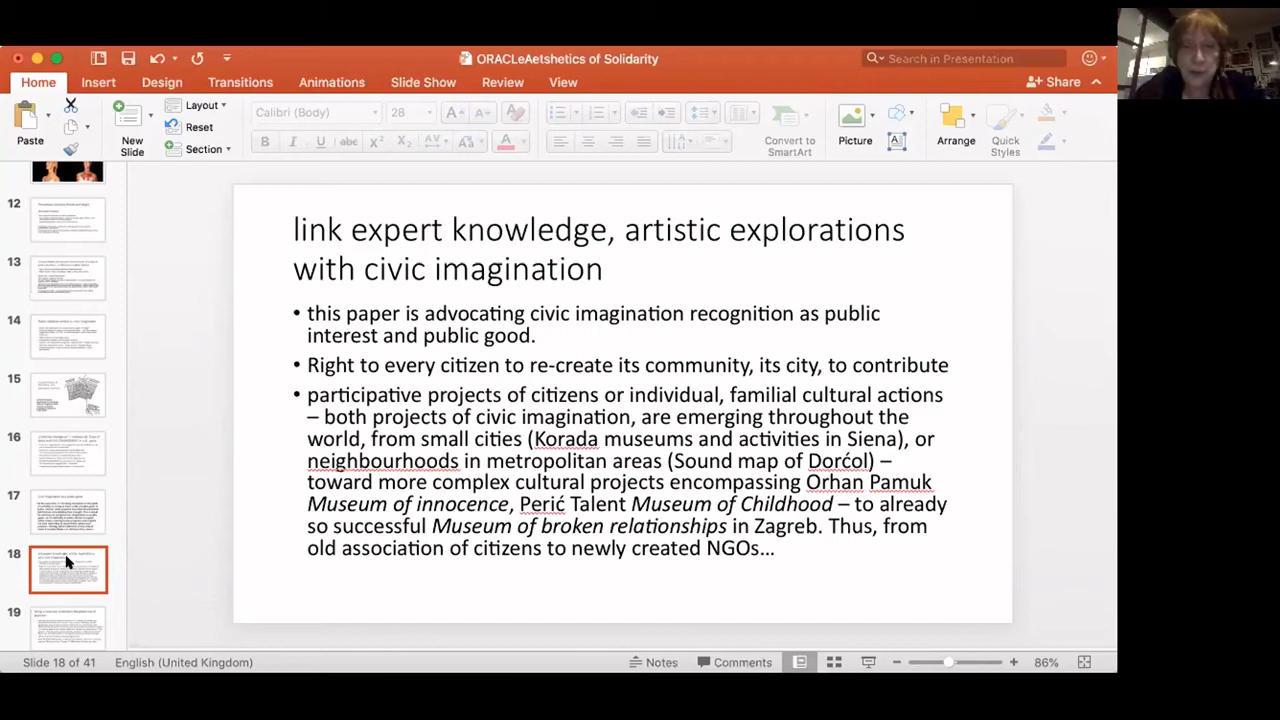 ORACLeAetshetics of Solidarity
Search in Presentation
Home Insert Design Transitions Animations Slide Show Review View
Share
Paste
New
Slide
Layout
Reset
Section
Calibri (Body)
28
Convert to
SmartArt
Picture
Arrange
Quick
Styles
12
13
14
15
16
17
18
19
link expert knowledge, artistic explorations
with civic imagination
• this paper is advocating civic imagination recognition as public
interest and public good.
• Right to every citizen to re-create its community, its city, to contribute
• participative projects of citizens or individual, familial cultural actions
– both projects of civic imagination, are emerging throughout the
world, from small cities (Korada museums and activities in Siena), or
neighbourhoods in metropolitan areas (Sound map of Dorćol) –
toward more complex cultural projects encompassing Orhan Pamuk
Museum of innocence, Perić Talent Museum of Childhood – to already
successful Museum of broken relationships – Zagreb. Thus, from
old association of citizens to newly created NGOs…
Slide 18 of 41
English (United Kingdom)
Notes
Comments
86%